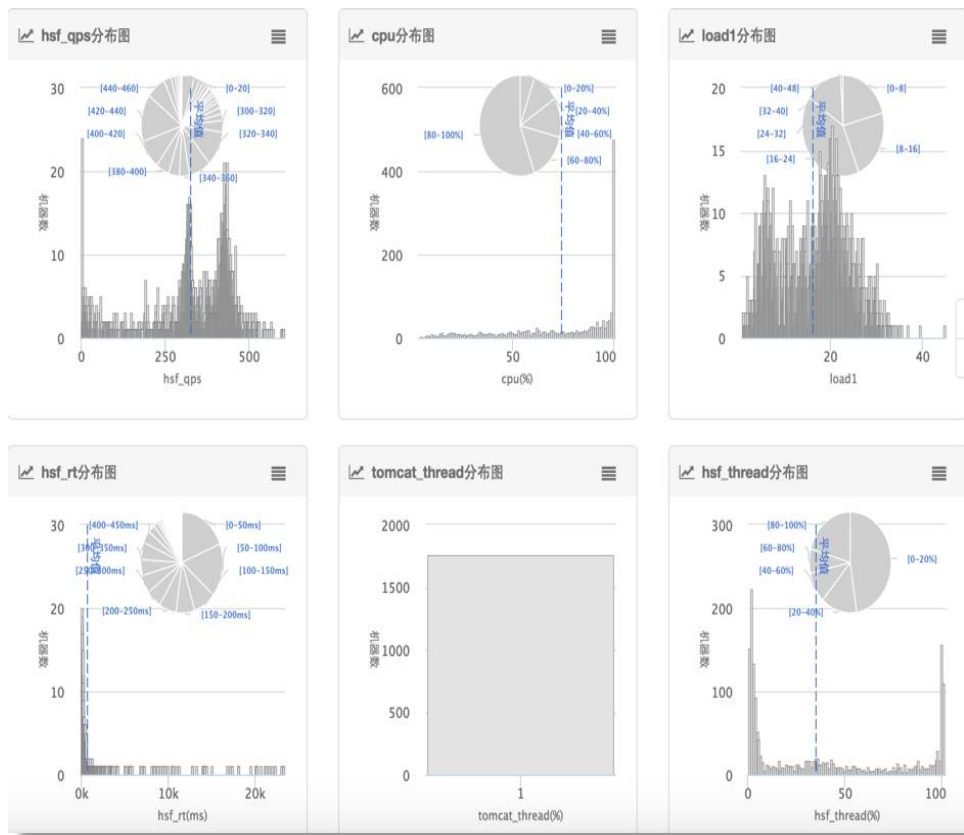 hsf_qps分布图
30
20
10
0
机器数
[440-460]
[420-440]
[400-420]
[380-400]
[0-20]
[300-320]
[320-340]
[340-360]
平均值
0
250
500
hsf_qps
cpu分布图
600
400
200
0
机器数
[80-100%]
[0-20%]
[20-40%]
[40-60%]
[60-80%]
平均值
50
100
cpu(%)
load1分布图
20
15
10
5
0
机器数
[40-48]
[32-40]
[24-32]
[16-24]
[0-8]
[8-16]
平均值
20
40
load1
hsf_rt分布图
30
20
10
0
机器数
[400-450ms]
[200-250ms]
[0-50ms]
[50-100ms]
[100-150ms]
[150-200ms]
平均值
0k
10k
20k
hsf_rt(ms)
tomcat_thread分布图
2000
1500
1000
500
0
机器数
1
tomcat_thread(%)
hsf_thread分布图
300
200
100
0
机器数
[80-100%]
[60-80%]
[40-60%]
[20-40%]
[0-20%]
平均值
0
50
100
hsf_thread(%)